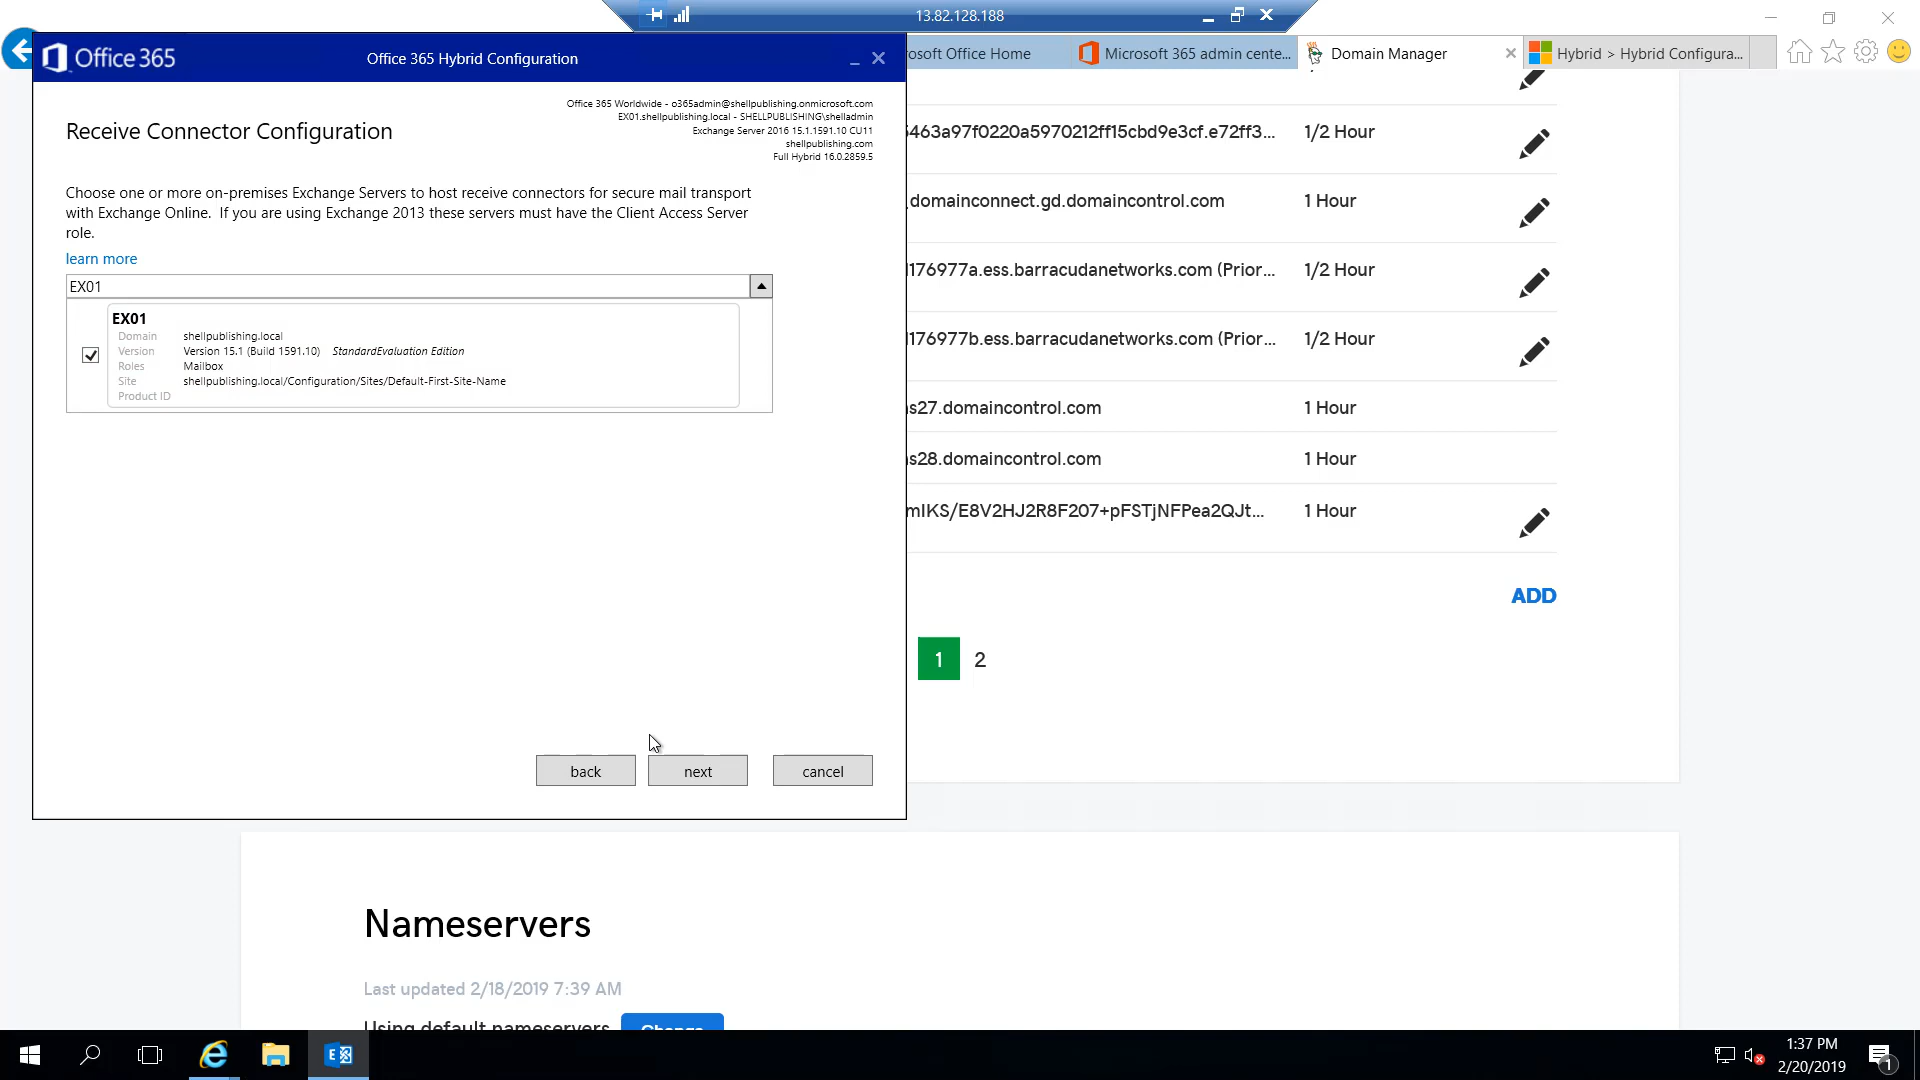 13.82.128.188
Office 365
Office 365 Hybrid Configuration
rosoft Office Home
Microsoft 365 admin cente...
Domain Manager
Hybrid > Hybrid Configura...
Office 365 Worldwide - o365admin@shellpublishing.onmicrosoft.com
EX01.shellpublishing.local - SHELLPUBLISHING\shelladmin
Exchange Server 2016 15.1.1591.10 CU11
shellpublishing.com
Full Hybrid 16.0.2859.5
Receive Connector Configuration
Choose one or more on-premises Exchange Servers to host receive connectors for secure mail transport
with Exchange Online.  If you are using Exchange 2013 these servers must have the Client Access Server
role.
learn more
EX01
EX01
Domain shellpublishing.local
Version Version 15.1 (Build 1591.10) StandardEvaluation Edition
Roles Mailbox
Site shellpublishing.local/Configuration/Sites/Default-First-Site-Name
Product ID
back
next
cancel
5463a97f0220a5970212ff15cbd9e3cf.e72ff3... 1/2 Hour
.domainconnect.gd.domaincontrol.com 1 Hour
176977a.ess.barracudanetworks.com (Prior... 1/2 Hour
176977b.ess.barracudanetworks.com (Prior... 1/2 Hour
ns27.domaincontrol.com 1 Hour
ns28.domaincontrol.com 1 Hour
mIKS/E8V2HJ2R8F207+pFSTjNFPea2QJt... 1 Hour
ADD
1 2
Nameservers
Last updated 2/18/2019 7:39 AM
Using default nameservers Change
1:37 PM
2/20/2019
1